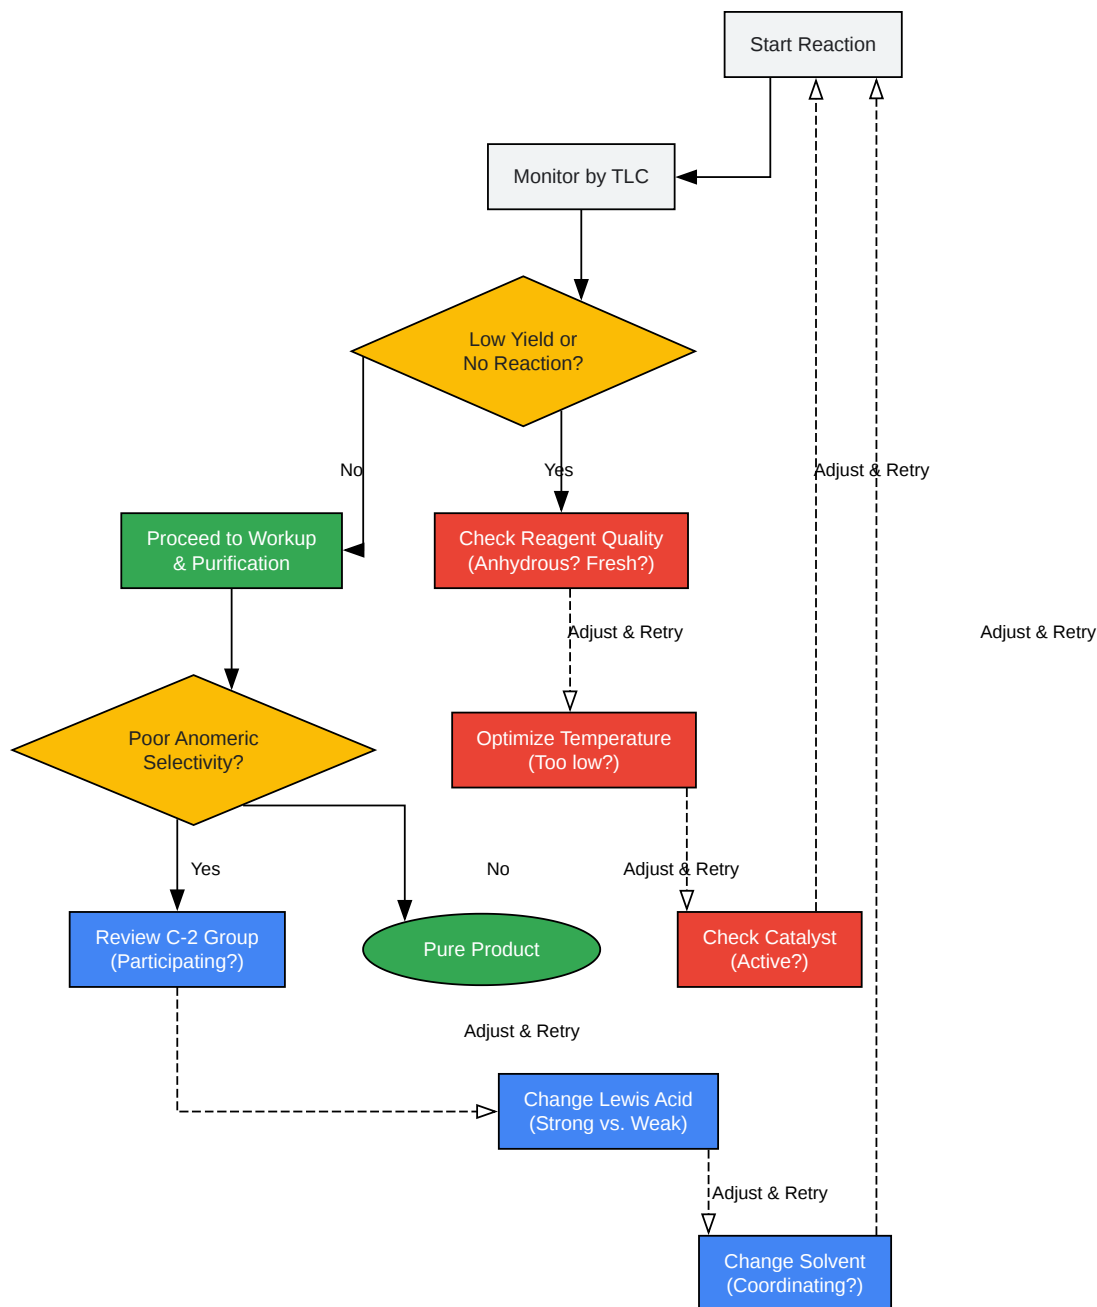 Start Reaction
Monitor by TLC
Low Yield or
No Reaction?
No
Yes
Adjust & Retry
Proceed to Workup
& Purification
Check Reagent Quality
(Anhydrous? Fresh?)
Adjust & Retry
Adjust & Retry
Poor Anomeric
Selectivity?
Optimize Temperature
(Too low?)
Yes
No
Adjust & Retry
Review C-2 Group
(Participating?)
Pure Product
Check Catalyst
(Active?)
Adjust & Retry
Change Lewis Acid
(Strong vs. Weak)
Adjust & Retry
Change Solvent
(Coordinating?)